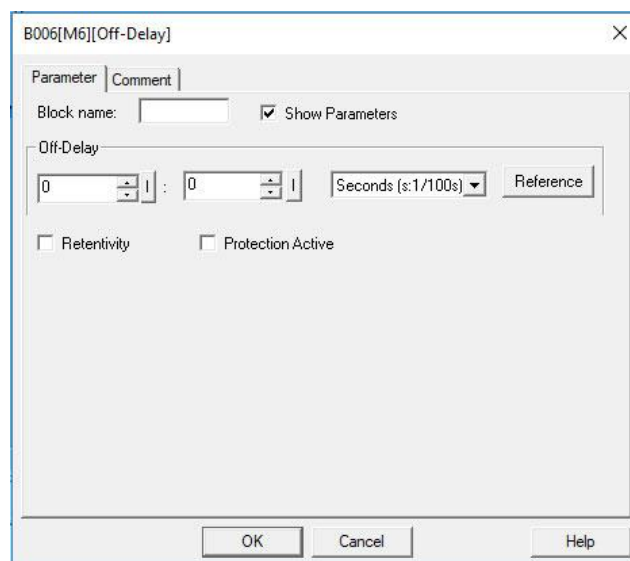 B006[M6][Off-Delay]
Parameter Comment
Block name: Show Parameters
Off-Delay
0 : 0 Seconds (s:1/100s) Reference
Retentivity Protection Active
OK Cancel Help